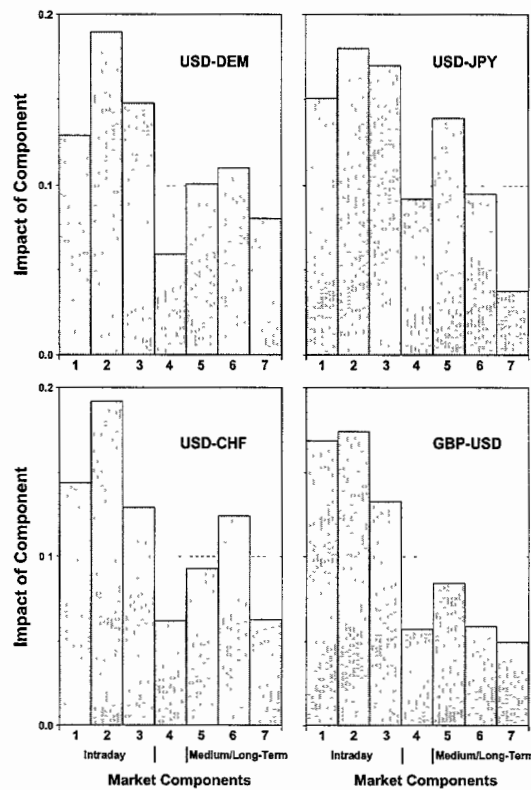 0.2
USD-DEM
USD-JPY
Impact of Component
0.1
0.0
1 2 3 4 5 6 7
1 2 3 4 5 6 7
0.2
USD-CHF
GBP-USD
Impact of Component
0.1
0.0
1 2 3 4 5 6 7
1 2 3 4 5 6 7
Intraday | | Medium/Long-Term
Intraday | | Medium/Long-Term
Market Components
Market Components